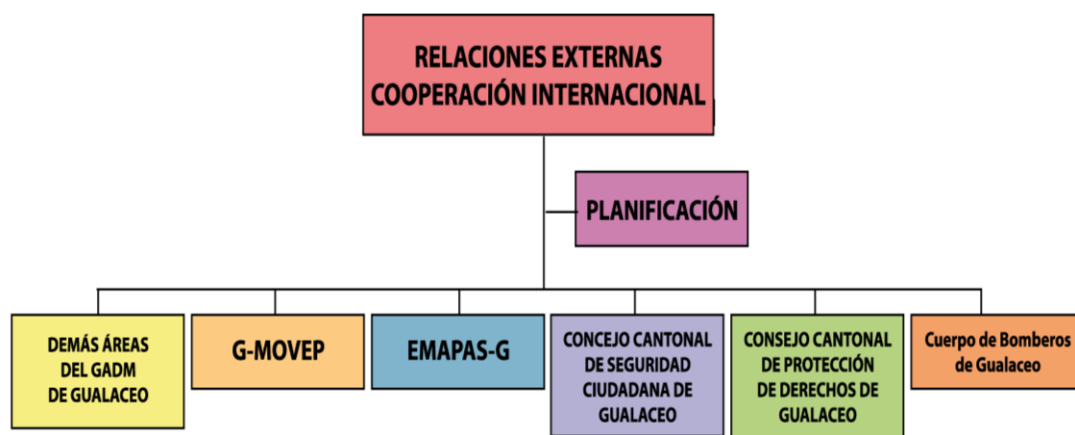 RELACIONES EXTERNAS
COOPERACIÓN INTERNACIONAL
PLANIFICACIÓN
DEMÁS ÁREAS
DEL GADM
DE GUALACEO
G-MOVEP
EMAPAS-G
CONCEJO CANTONAL
DE SEGURIDAD
CIUDADANA DE
GUALACEO
CONSEJO CANTONAL
DE PROTECCIÓN
DE DERECHOS DE
GUALACEO
Cuerpo de Bomberos
de Gualaceo